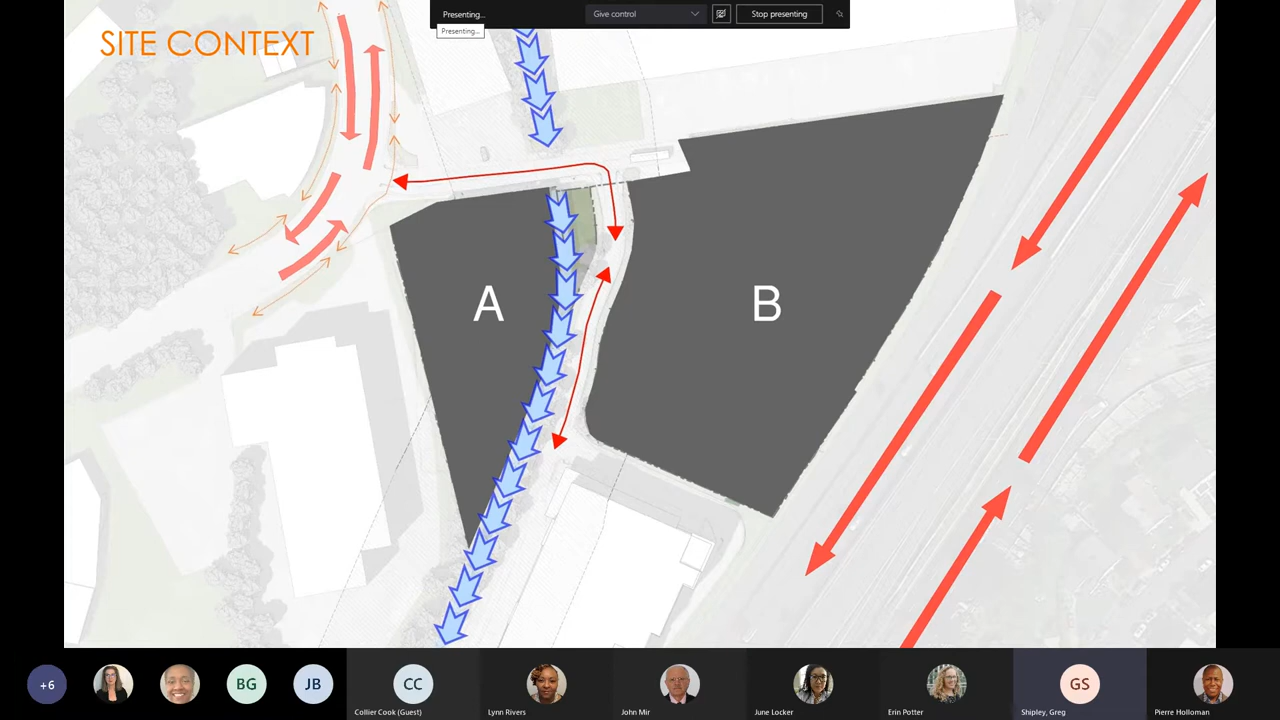 Presenting...
Give control
Stop presenting
Presenting...
SITE CONTEXT
A
B
+6
BG
JB
CC
GS
Collier Cook (Guest)
Lynn Rivers
John Mir
June Locker
Erin Potter
Shipley, Greg
Pierre Holloman